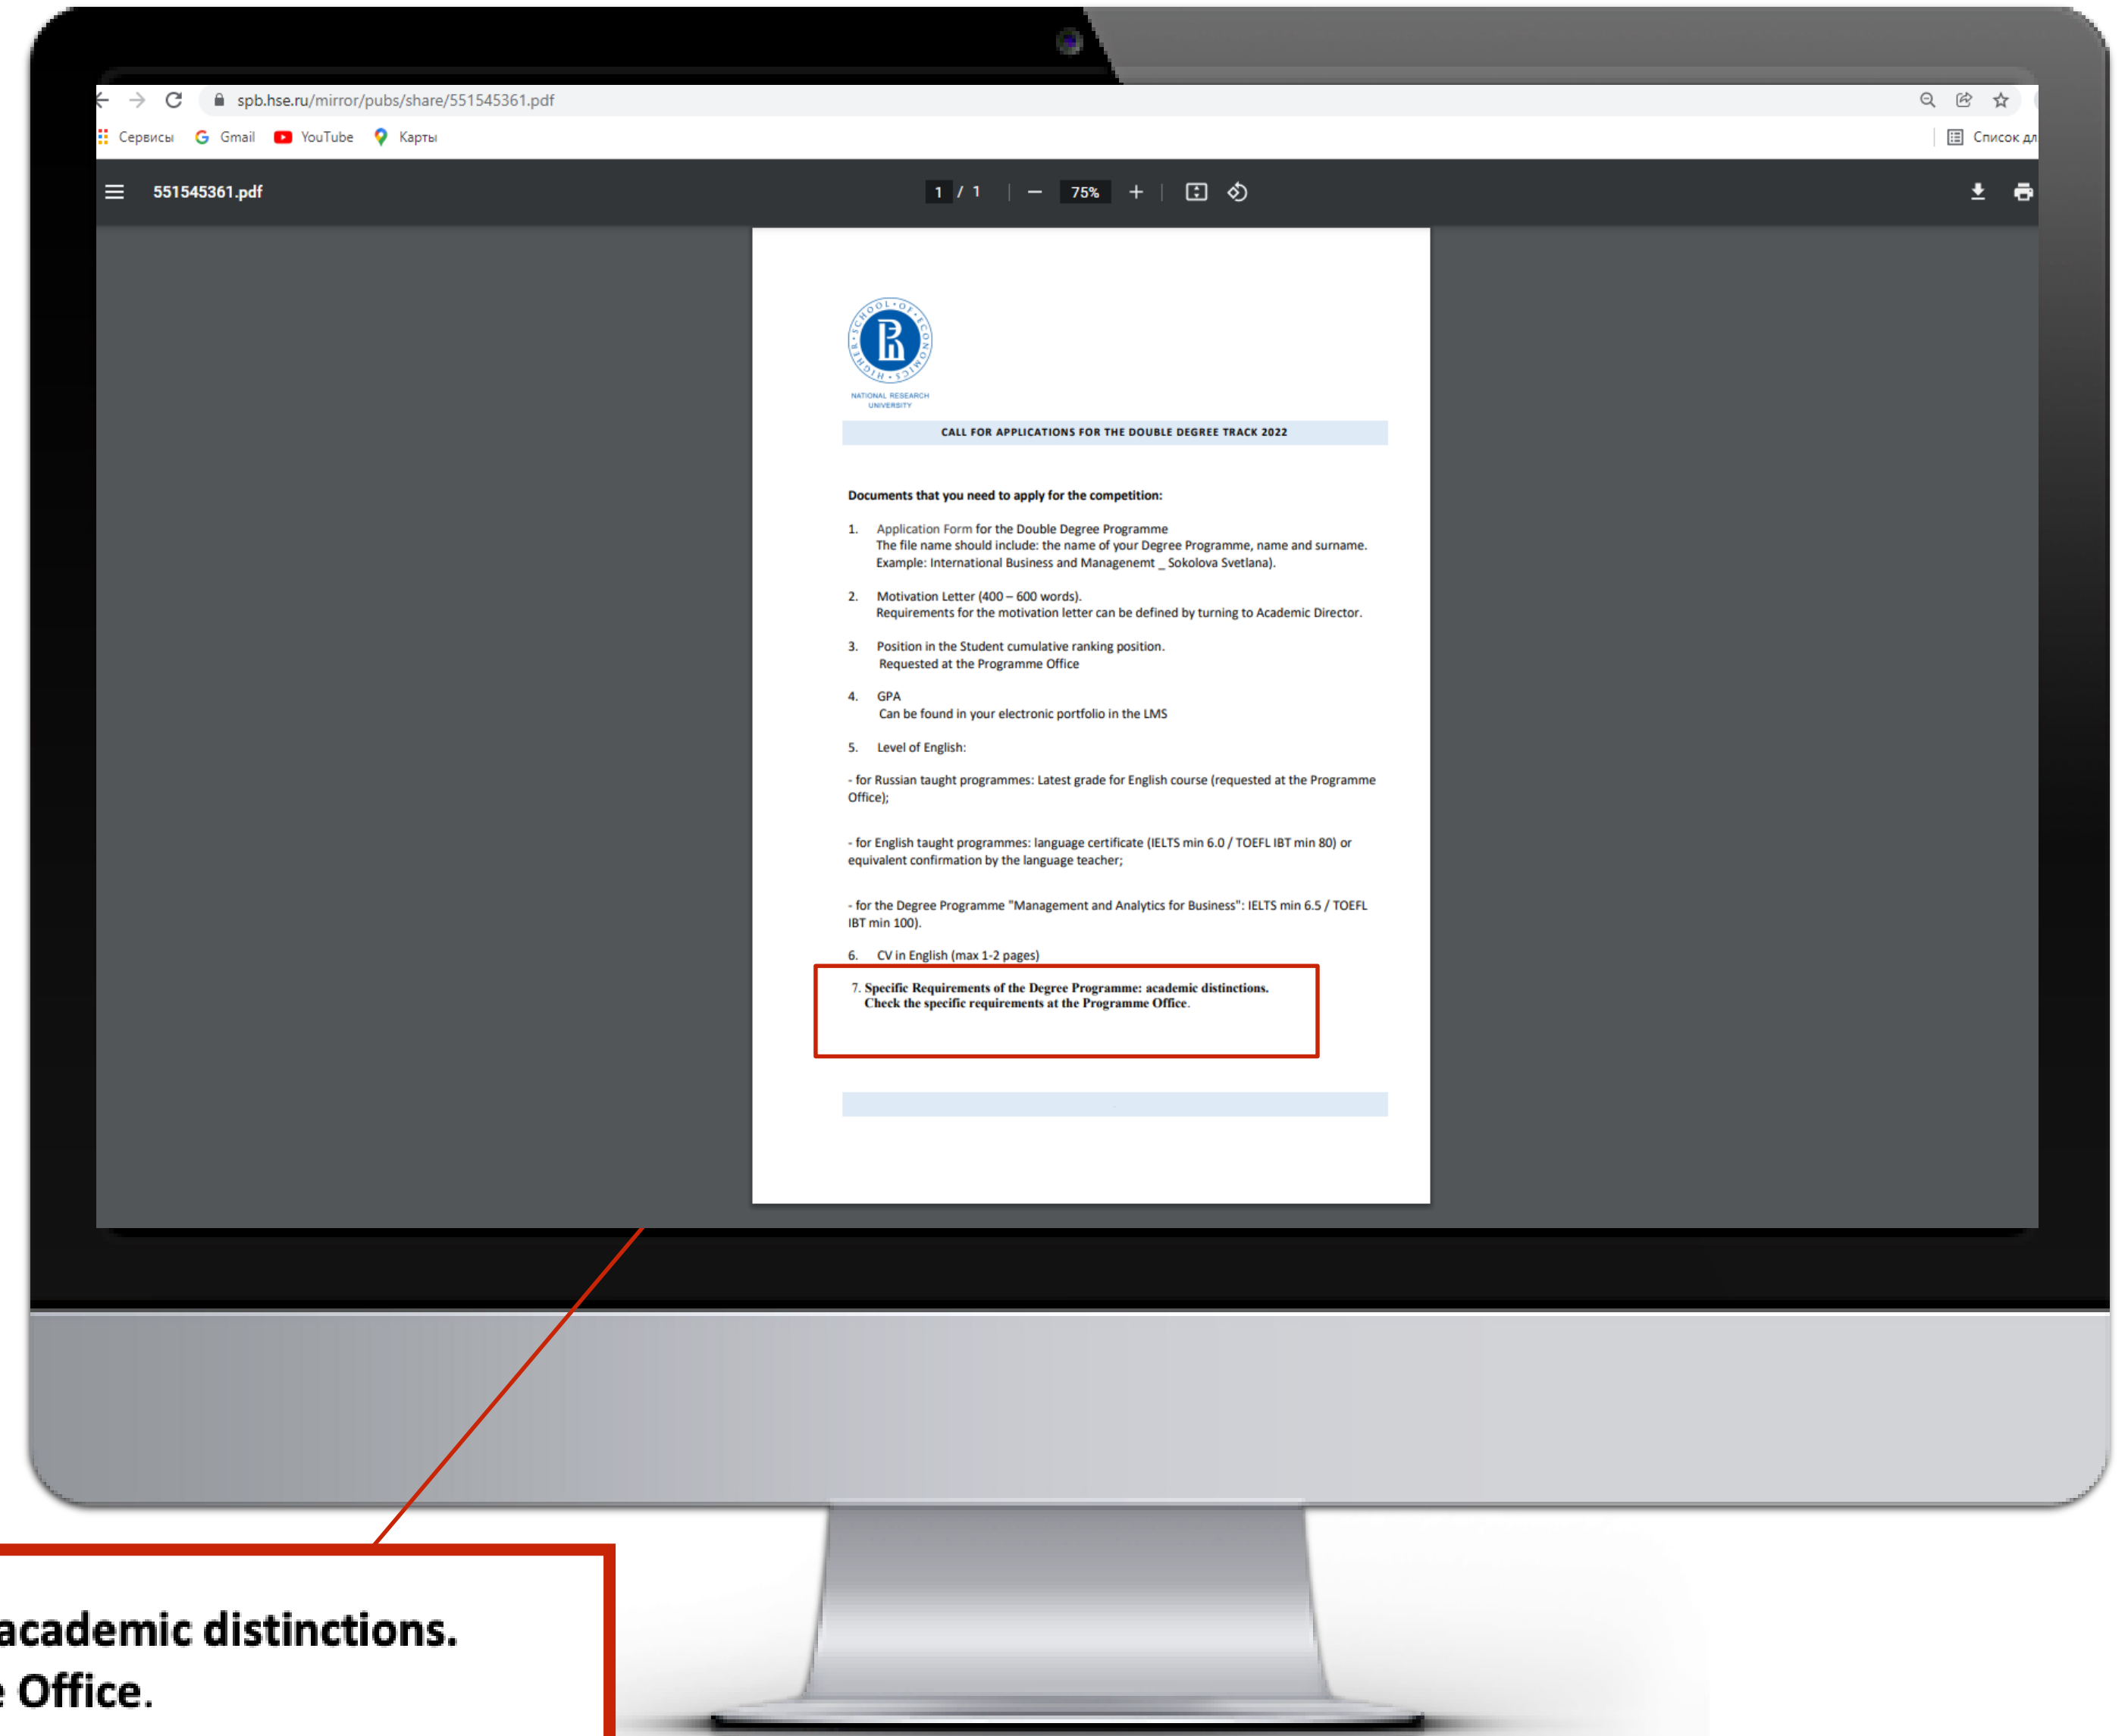 spb.hse.ru/mirror/pubs/share/551545361.pdf
Сервисы Gmail YouTube Карты Список дл
551545361.pdf 1 / 1 75%
HIGHER SCHOOL OF ECONOMICS
NATIONAL RESEARCH
UNIVERSITY
CALL FOR APPLICATIONS FOR THE DOUBLE DEGREE TRACK 2022
Documents that you need to apply for the competition:
1. Application Form for the Double Degree Programme
The file name should include: the name of your Degree Programme, name and surname.
Example: International Business and Managenemt _ Sokolova Svetlana).
2. Motivation Letter (400 – 600 words).
Requirements for the motivation letter can be defined by turning to Academic Director.
3. Position in the Student cumulative ranking position.
Requested at the Programme Office
4. GPA
Can be found in your electronic portfolio in the LMS
5. Level of English:
- for Russian taught programmes: Latest grade for English course (requested at the Programme
Office);
- for English taught programmes: language certificate (IELTS min 6.0 / TOEFL IBT min 80) or
equivalent confirmation by the language teacher;
- for the Degree Programme "Management and Analytics for Business": IELTS min 6.5 / TOEFL
IBT min 100).
6. CV in English (max 1-2 pages)
7. Specific Requirements of the Degree Programme: academic distinctions.
Check the specific requirements at the Programme Office.
academic distinctions.
e Office.